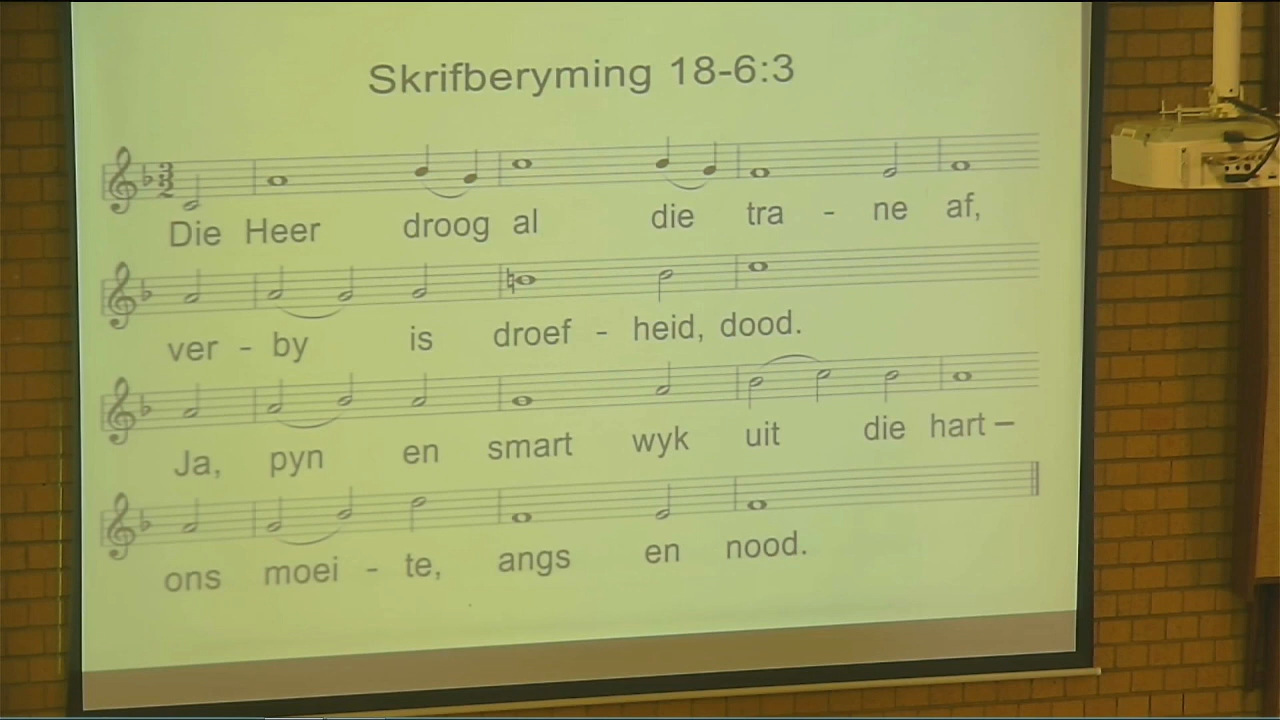 Skrifberyming 18-6:3
Die Heer droog al die tra - ne af,
ver - by is droef - heid, dood.
Ja, pyn en smart wyk uit die hart –
ons moei - te, angs en nood.